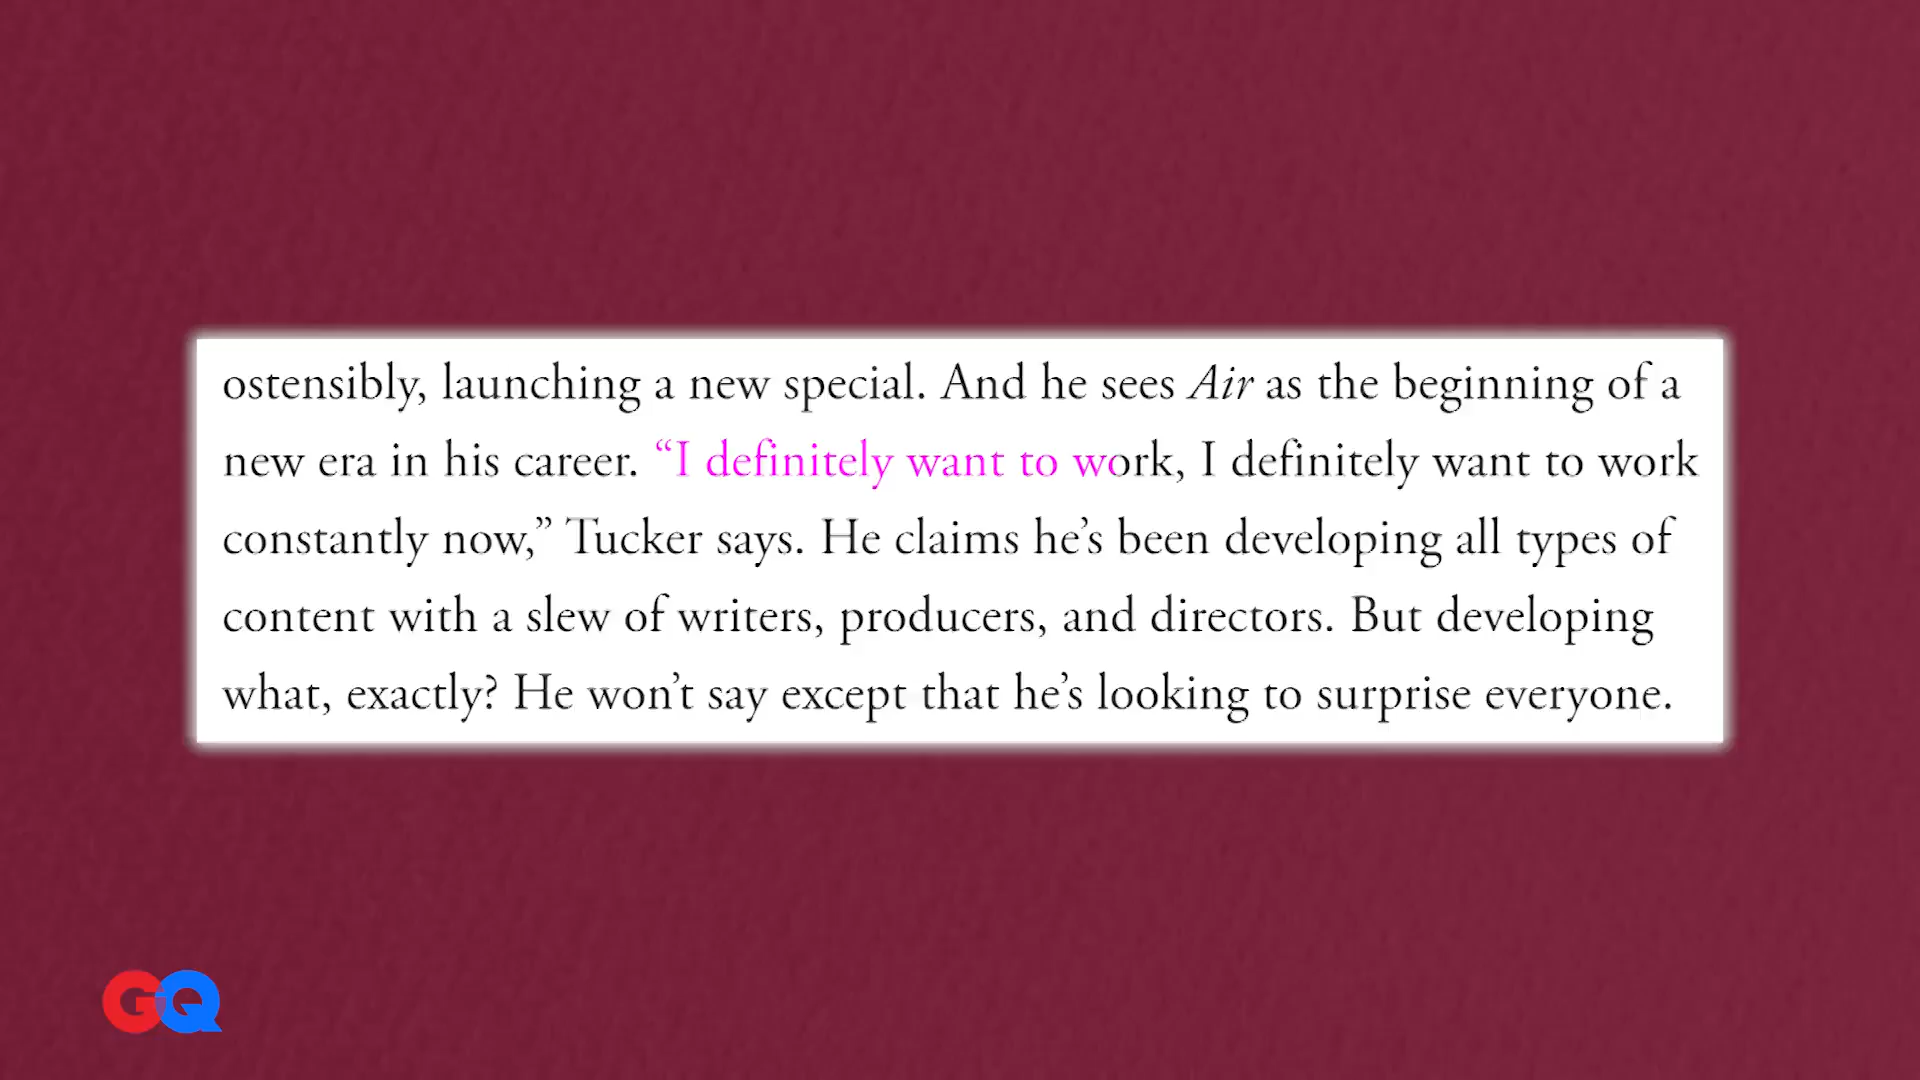 ostensibly, launching a new special. And he sees Air as the beginning of a
new era in his career. “I definitely want to work, I definitely want to work
constantly now,” Tucker says. He claims he’s been developing all types of
content with a slew of writers, producers, and directors. But developing
what, exactly? He won’t say except that he’s looking to surprise everyone.
GQ